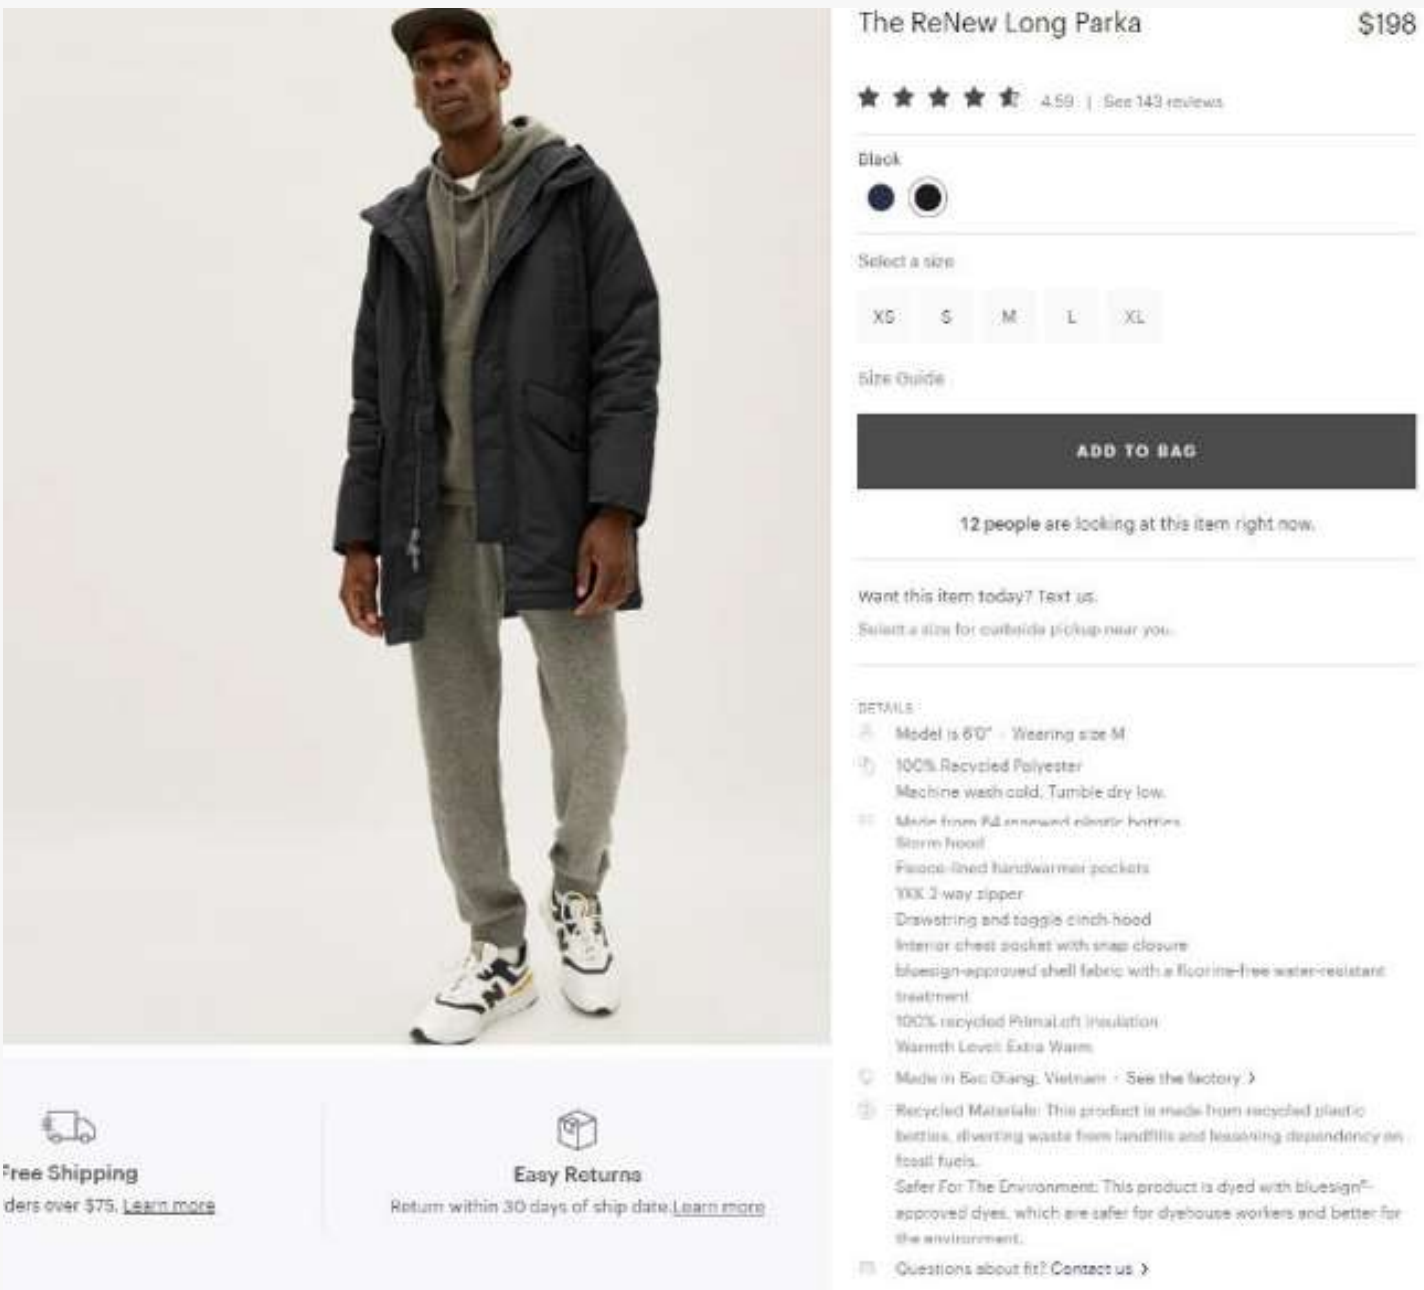 The ReNew Long Parka
$198
4.59 | See 143 reviews
Black
Select a size
XS S M L XL
Size Guide
ADD TO BAG
12 people are looking at this item right now.
Want this item today? Text us.
Select a size for curbside pickup near you.
DETAILS
Model is 6'0" · Wearing size M
100% Recycled Polyester
Machine wash cold. Tumble dry low.
Made from 64 renewed plastic bottles
Storm hood
Fleece-lined handwarmer pockets
YKK 2-way zipper
Drawstring and toggle cinch hood
Interior chest pocket with snap closure
bluesign-approved shell fabric with a fluorine-free water-resistant
treatment
100% recycled PrimaLoft insulation
Warmth Level: Extra Warm
Made in Bac Giang, Vietnam · See the factory >
Recycled Materials: This product is made from recycled plastic
bottles, diverting waste from landfills and lessening dependency on
fossil fuels.
Safer For The Environment: This product is dyed with bluesign®-
approved dyes, which are safer for dyehouse workers and better for
the environment.
Questions about fit? Contact us >
Free Shipping
ders over $75. Learn more
Easy Returns
Return within 30 days of ship date.Learn more
N